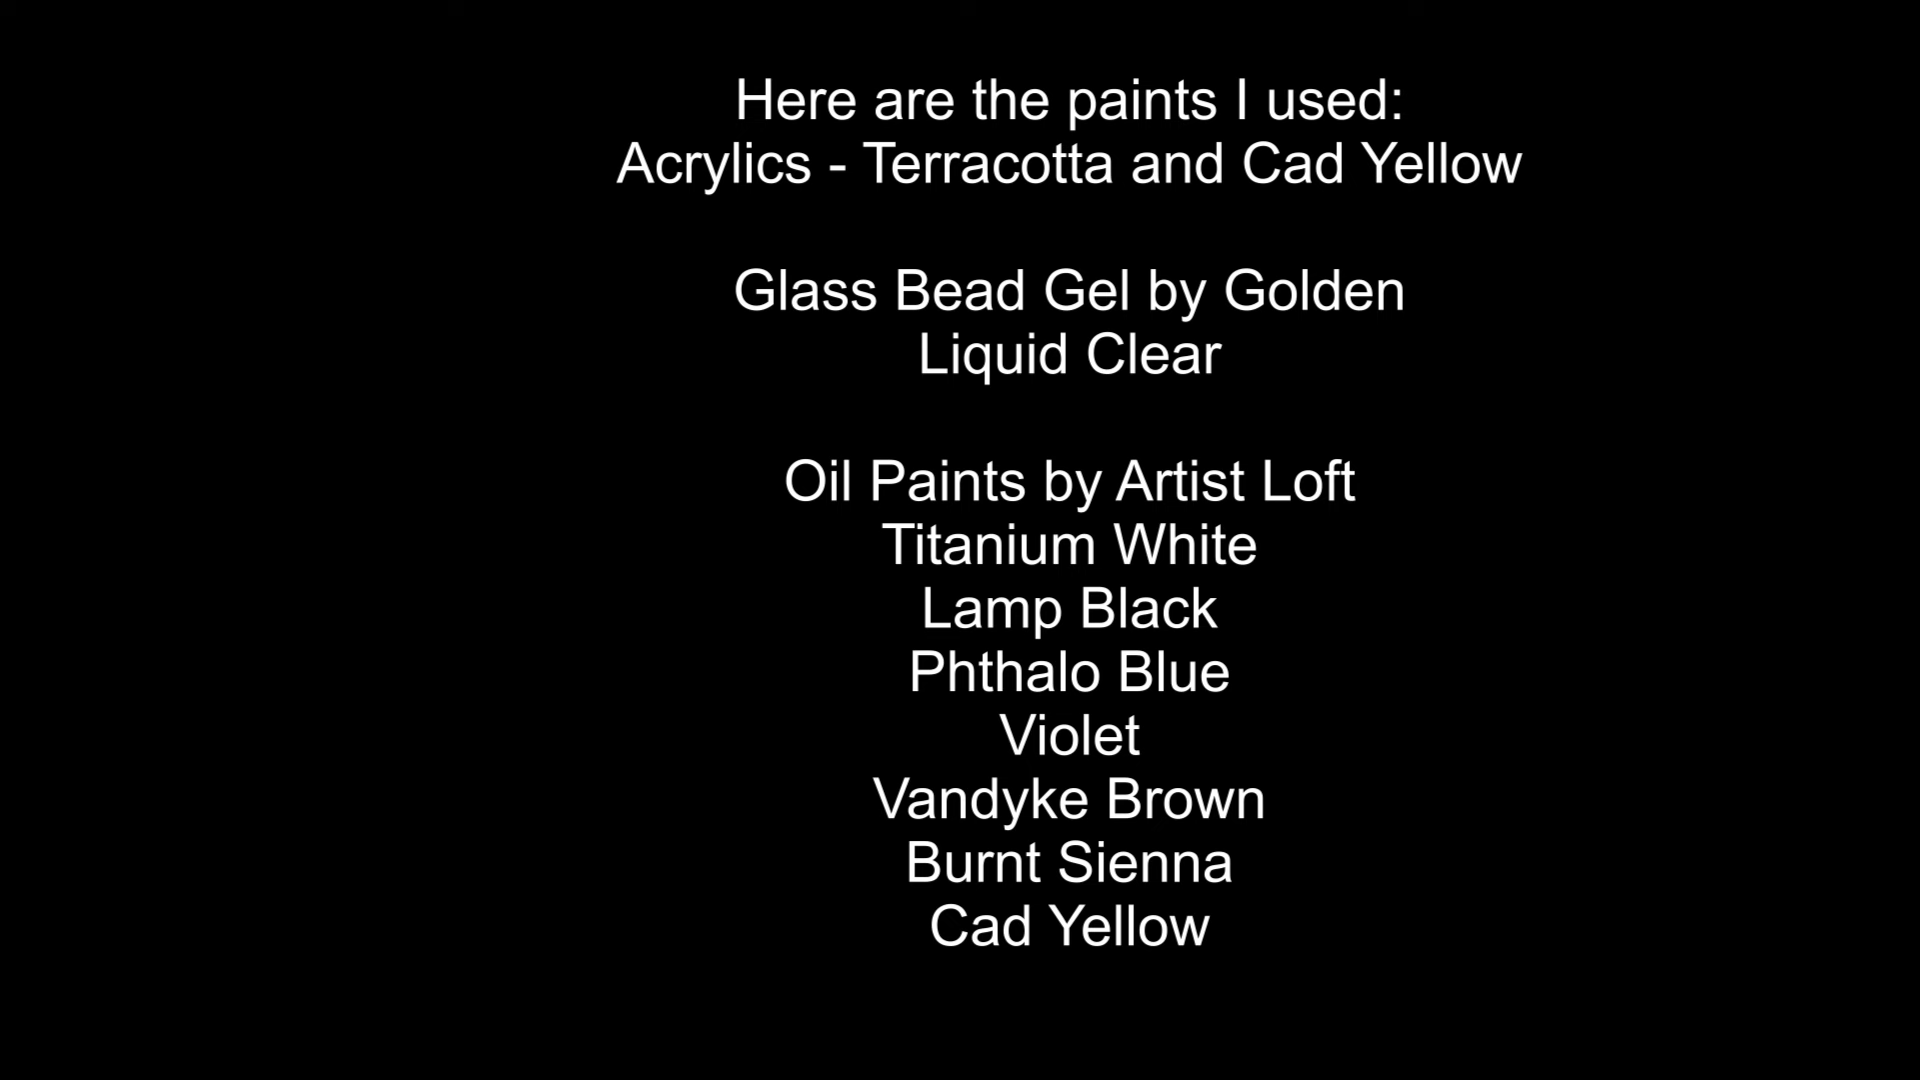 Here are the paints I used:
Acrylics - Terracotta and Cad Yellow
Glass Bead Gel by Golden
Liquid Clear
Oil Paints by Artist Loft
Titanium White
Lamp Black
Phthalo Blue
Violet
Vandyke Brown
Burnt Sienna
Cad Yellow